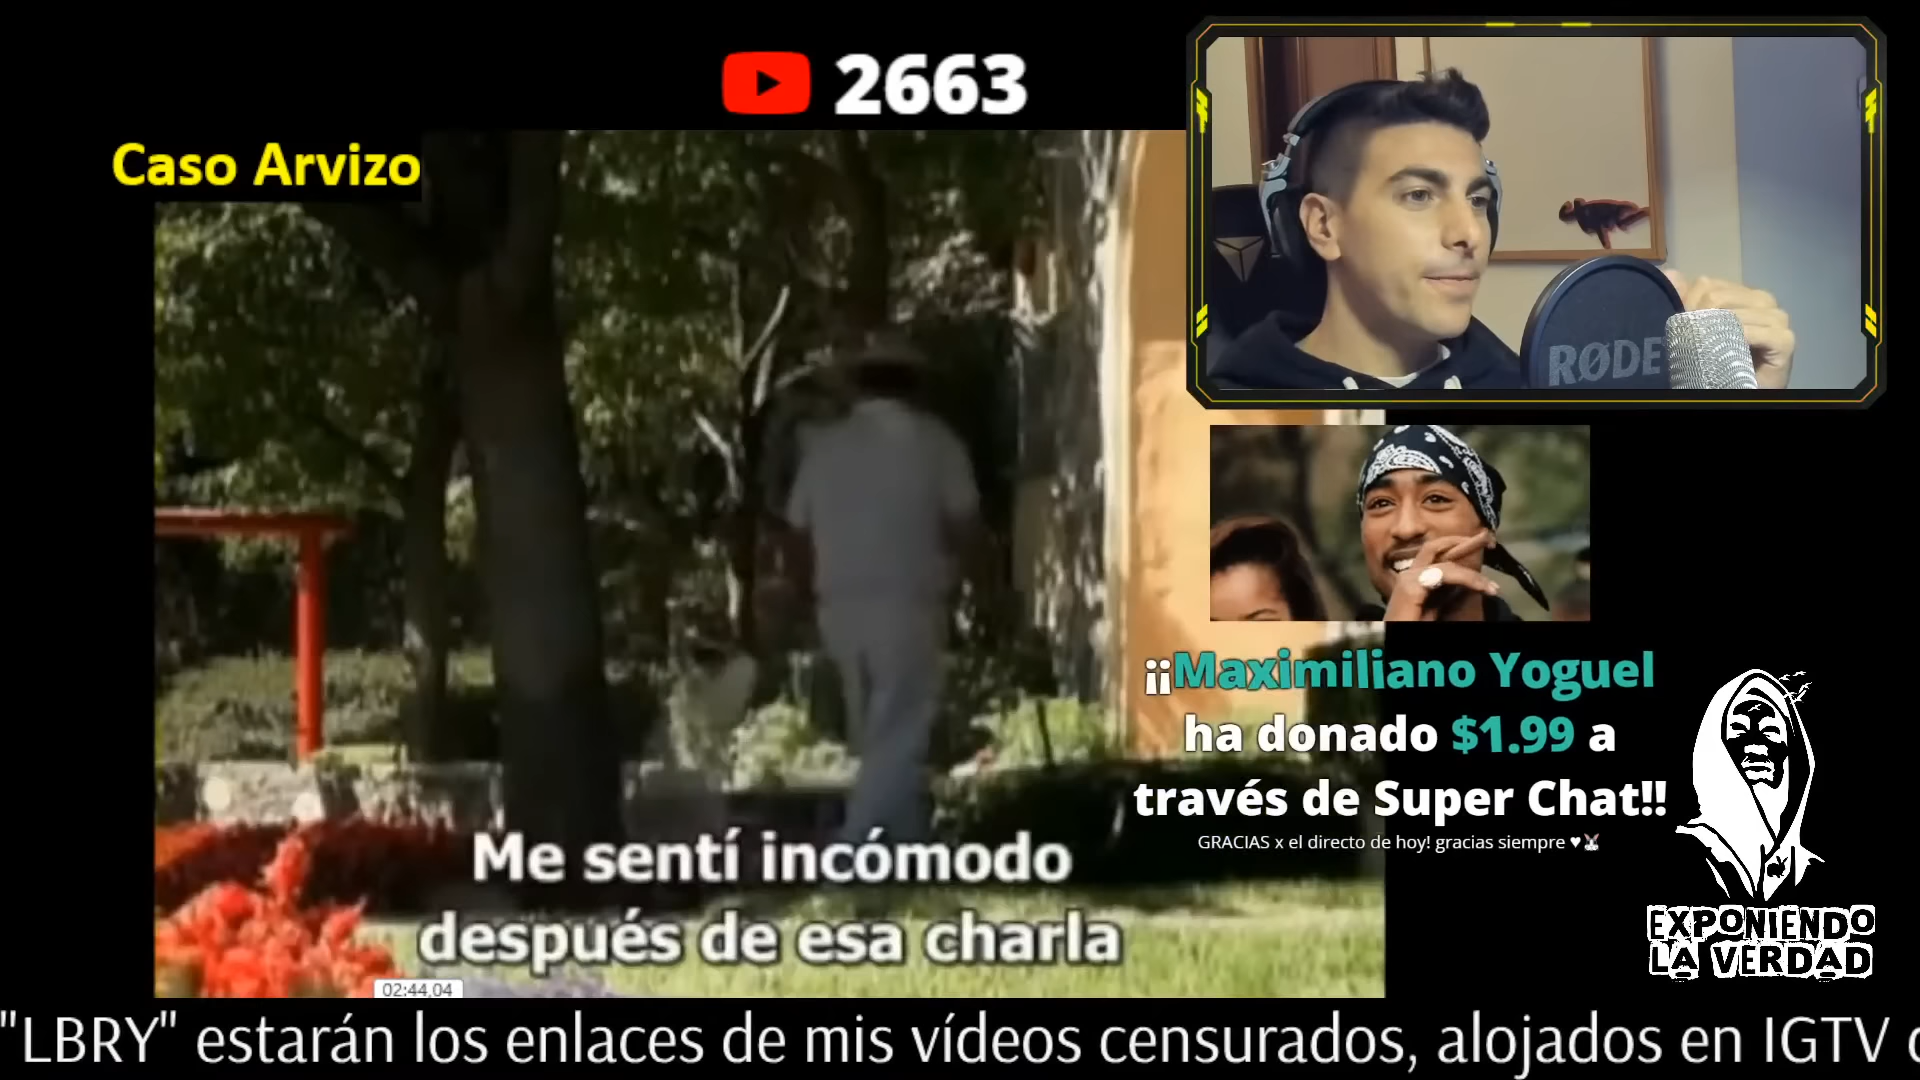 2663
Caso Arvizo
RØDE
¡¡Maximiliano Yoguel
ha donado $1.99 a
través de Super Chat!!
GRACIAS x el directo de hoy! gracias siempre ♥🐰
EXPONIENDO
LA VERDAD
Me sentí incómodo
después de esa charla
02:44,04
"LBRY" estarán los enlaces de mis vídeos censurados, alojados en IGTV